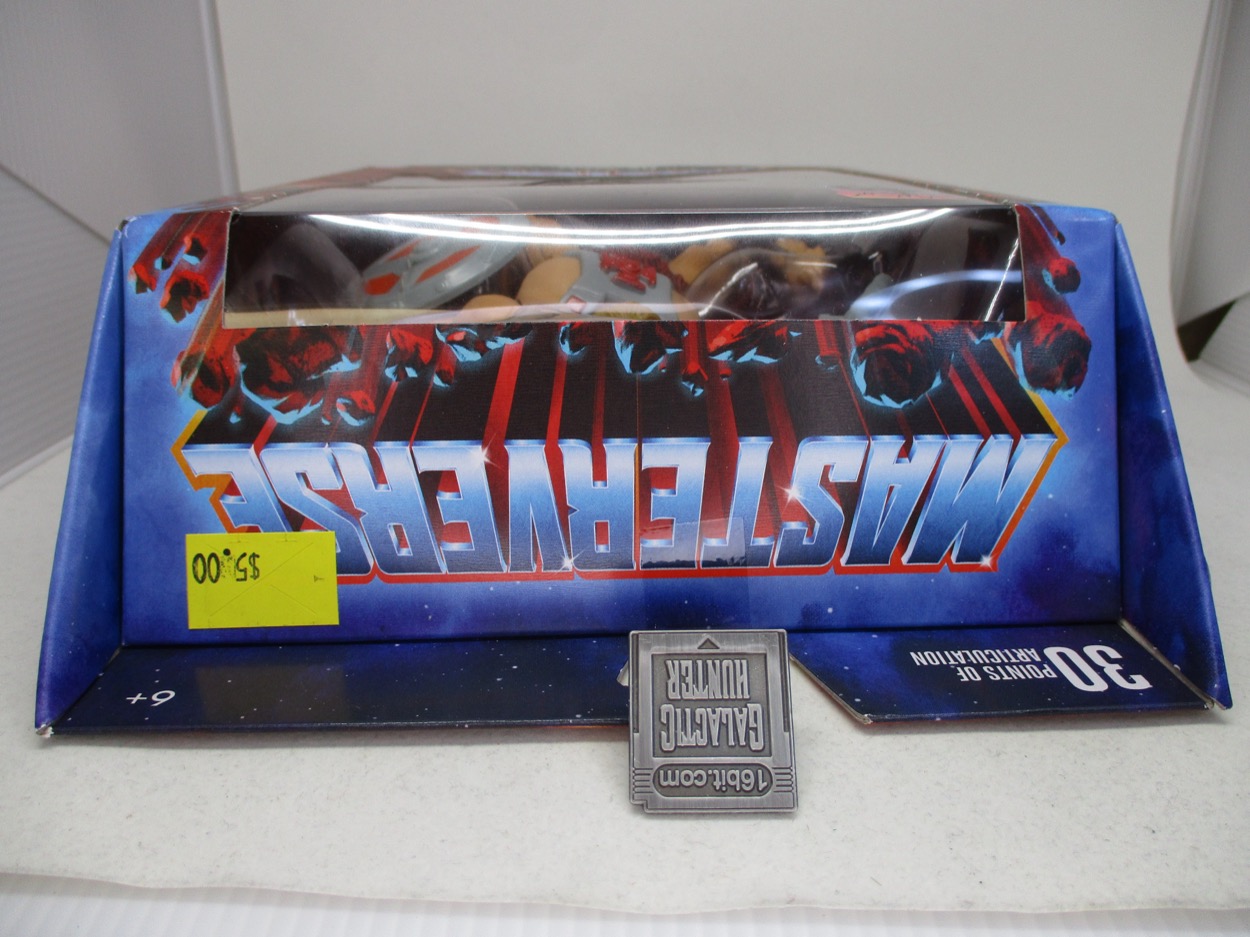 MASTERVERSE
$5.00
6+
30 POINTS OF
ARTICULATION
16bit.com
GALACTIC
HUNTER